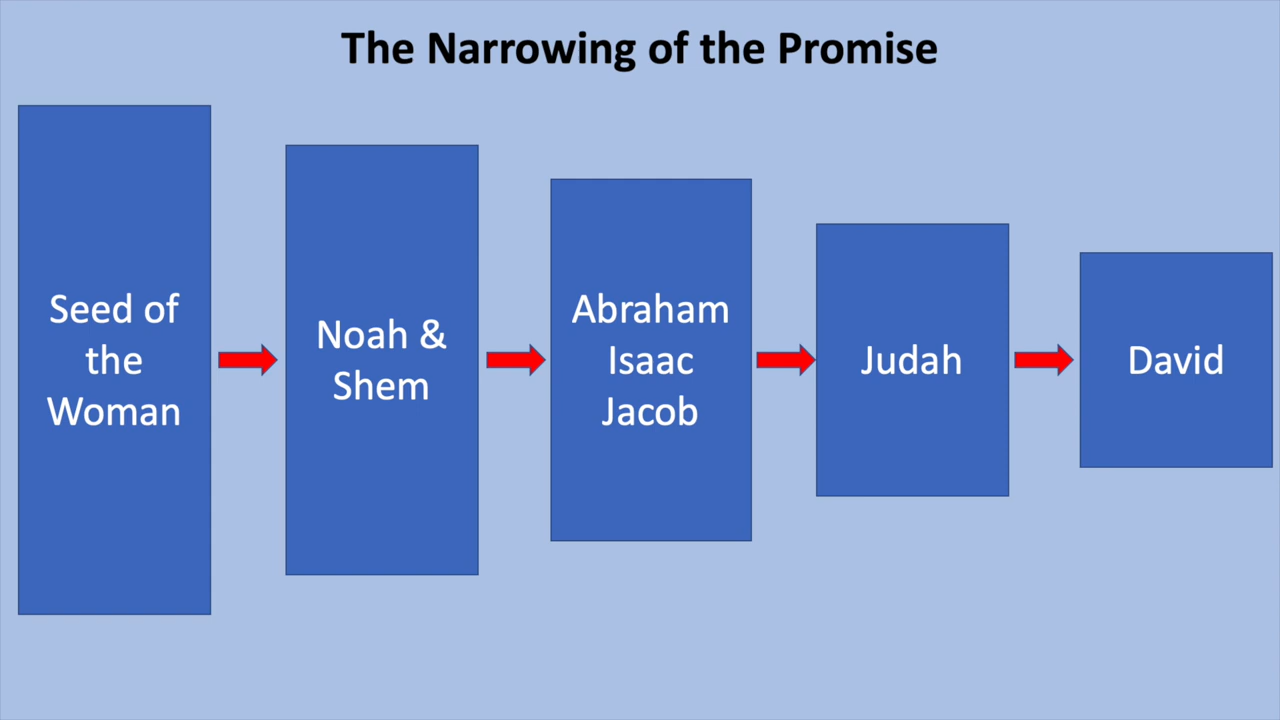 The Narrowing of the Promise
Seed of
the
Woman
Noah &
Shem
Abraham
Isaac
Jacob
Judah
David